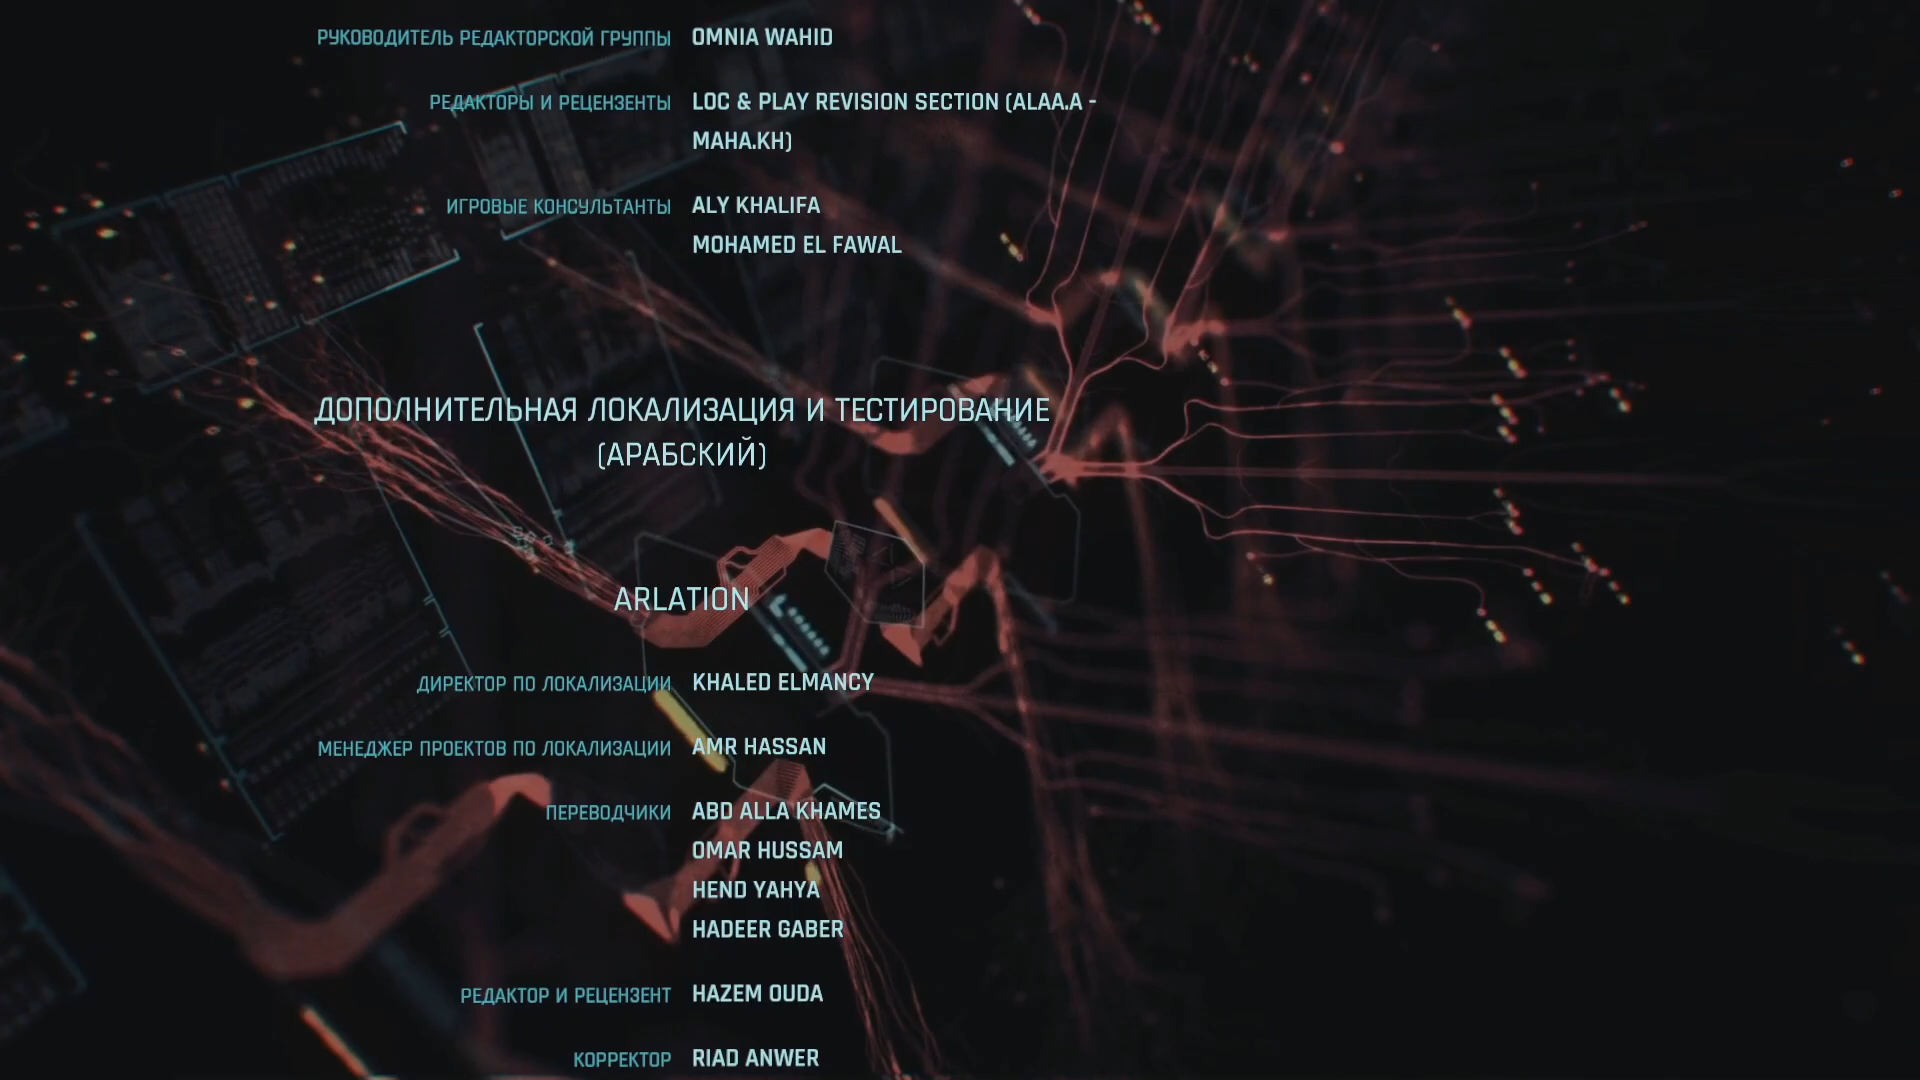 РУКОВОДИТЕЛЬ РЕДАКТОРСКОЙ ГРУППЫ OMNIA WAHID
РЕДАКТОРЫ И РЕЦЕНЗЕНТЫ LOC & PLAY REVISION SECTION (ALAA.A -
MAHA.KH)
ИГРОВЫЕ КОНСУЛЬТАНТЫ ALY KHALIFA
MOHAMED EL FAWAL
ДОПОЛНИТЕЛЬНАЯ ЛОКАЛИЗАЦИЯ И ТЕСТИРОВАНИЕ
(АРАБСКИЙ)
ARLATION
ДИРЕКТОР ПО ЛОКАЛИЗАЦИИ KHALED ELMANCY
МЕНЕДЖЕР ПРОЕКТОВ ПО ЛОКАЛИЗАЦИИ AMR HASSAN
ПЕРЕВОДЧИКИ ABD ALLA KHAMES
OMAR HUSSAM
HEND YAHYA
HADEER GABER
РЕДАКТОР И РЕЦЕНЗЕНТ HAZEM OUDA
КОРРЕКТОР RIAD ANWER